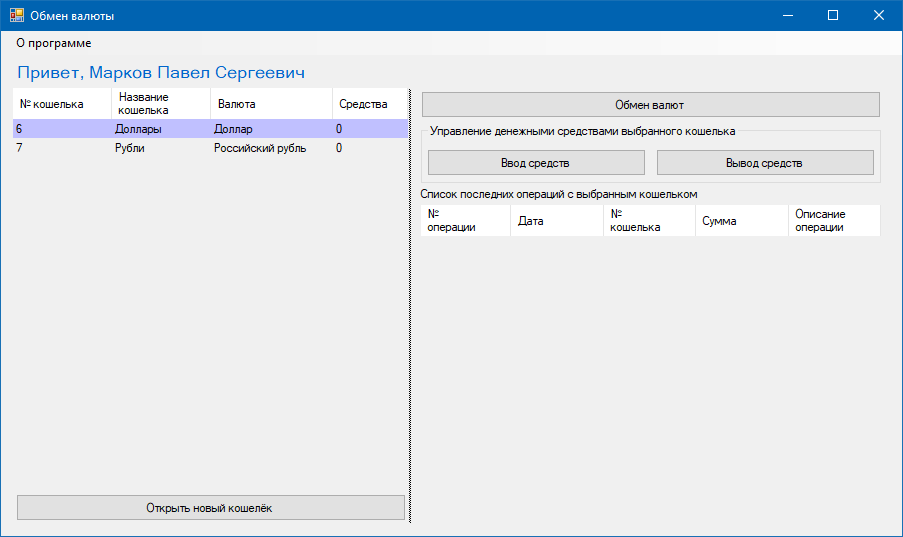 Обмен валюты
О программе
Привет, Марков Павел Сергеевич
№ кошелька
Название
кошелька
Валюта
Средства
6 Доллары Доллар 0
7 Рубли Российский рубль 0
Открыть новый кошелёк
Обмен валют
Управление денежными средствами выбранного кошелька
Ввод средств
Вывод средств
Список последних операций с выбранным кошельком
№
операции
Дата
№
кошелька
Сумма
Описание
операции